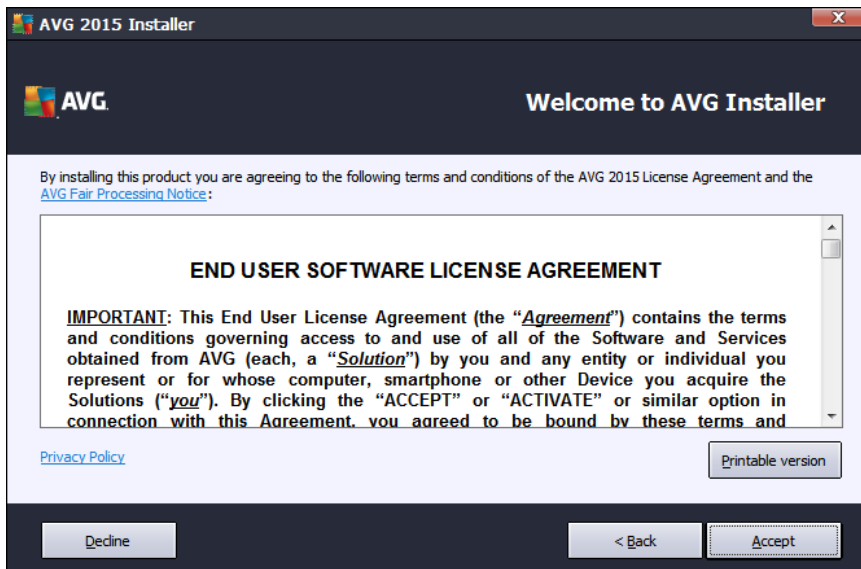 AVG 2015 Installer
X
AVG.
Welcome to AVG Installer
By installing this product you are agreeing to the following terms and conditions of the AVG 2015 License Agreement and the
AVG Fair Processing Notice:
END USER SOFTWARE LICENSE AGREEMENT
IMPORTANT: This End User License Agreement (the “Agreement”) contains the terms
and conditions governing access to and use of all of the Software and Services
obtained from AVG (each, a “Solution”) by you and any entity or individual you
represent or for whose computer, smartphone or other Device you acquire the
Solutions (“you”). By clicking the “ACCEPT” or “ACTIVATE” or similar option in
connection with this Agreement, you agreed to be bound by these terms and
Privacy Policy
Printable version
Decline
< Back
Accept